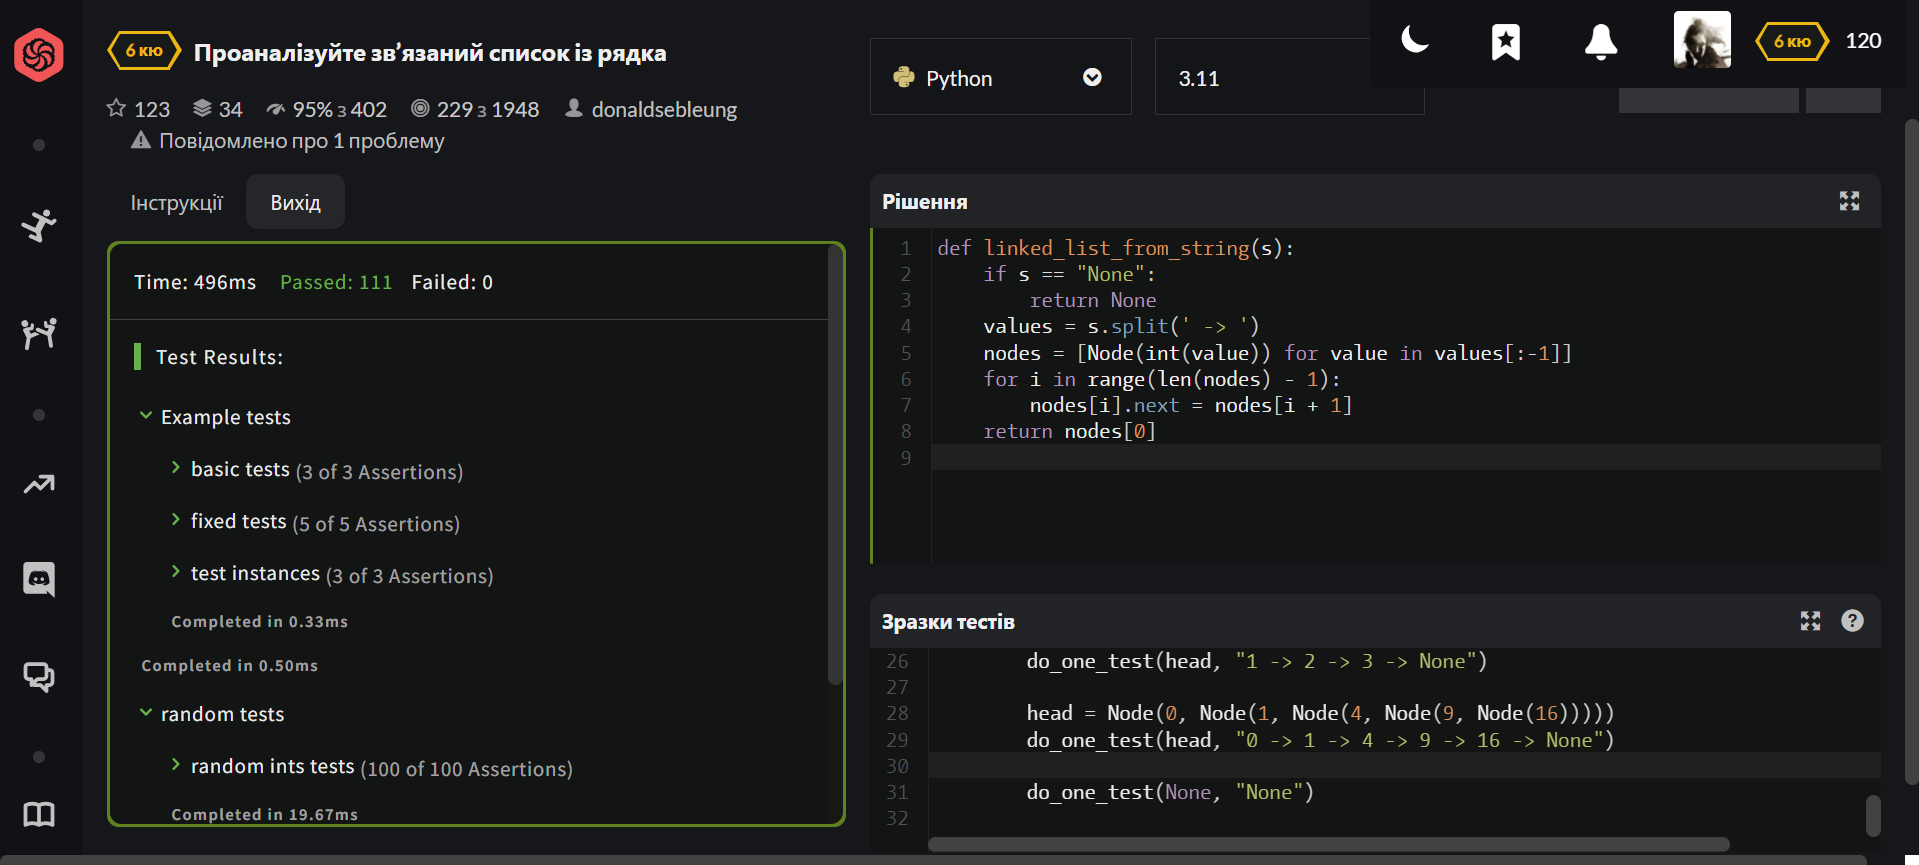 6 кю
Проаналізуйте зв’язаний список із рядка
123 34 95% з 402 229 з 1948 donaldsebleung
Повідомлено про 1 проблему
Python
3.11
6 кю
120
Інструкції
Вихід
Time: 496ms Passed: 111 Failed: 0
Test Results:
Example tests
basic tests (3 of 3 Assertions)
fixed tests (5 of 5 Assertions)
test instances (3 of 3 Assertions)
Completed in 0.33ms
Completed in 0.50ms
random tests
random ints tests (100 of 100 Assertions)
Completed in 19.67ms
Рішення
1 def linked_list_from_string(s):
2 if s == "None":
3 return None
4 values = s.split(' -> ')
5 nodes = [Node(int(value)) for value in values[:-1]]
6 for i in range(len(nodes) - 1):
7 nodes[i].next = nodes[i + 1]
8 return nodes[0]
9
Зразки тестів
?
26 do_one_test(head, "1 -> 2 -> 3 -> None")
27
28 head = Node(0, Node(1, Node(4, Node(9, Node(16)))))
29 do_one_test(head, "0 -> 1 -> 4 -> 9 -> 16 -> None")
30
31 do_one_test(None, "None")
32